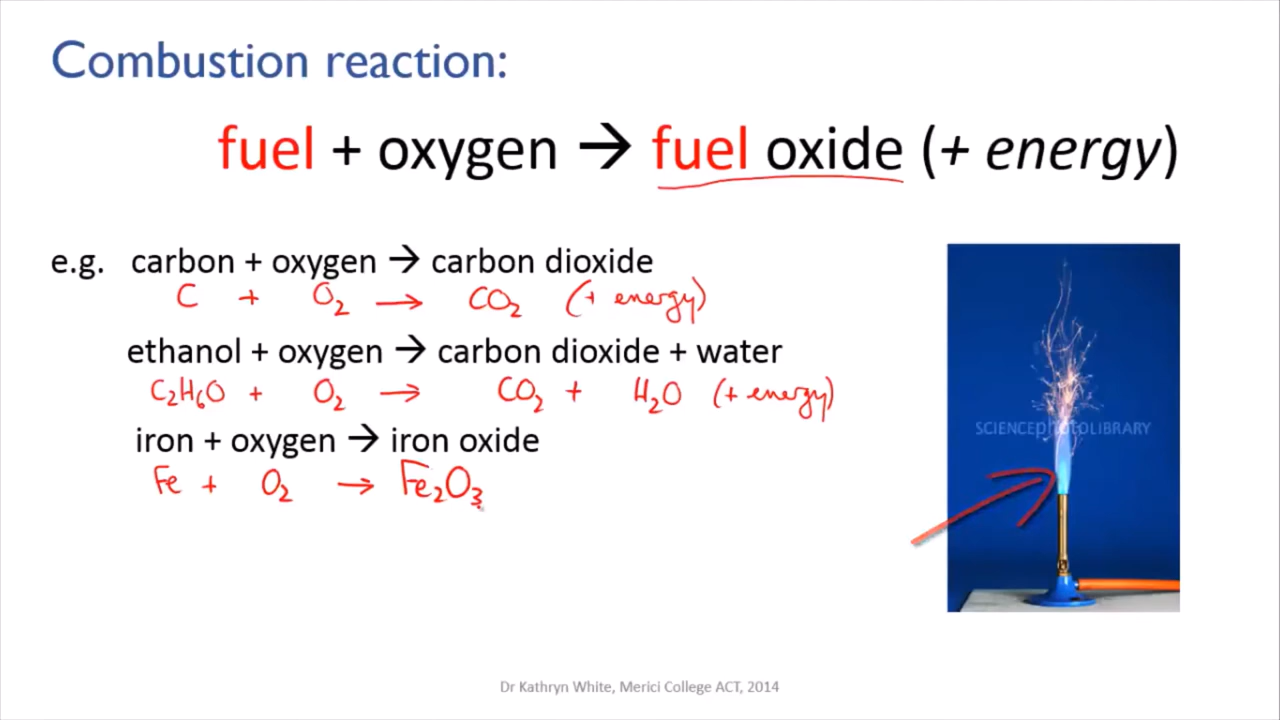 Combustion reaction:
fuel + oxygen → fuel oxide (+ energy)
e.g. carbon + oxygen → carbon dioxide
C + O₂ → CO₂ (+ energy)
ethanol + oxygen → carbon dioxide + water
C₂H₆O + O₂ → CO₂ + H₂O (+ energy)
iron + oxygen → iron oxide
Fe + O₂ → Fe₂O₃
SCIENCEphotoLIBRARY
Dr Kathryn White, Merici College ACT, 2014